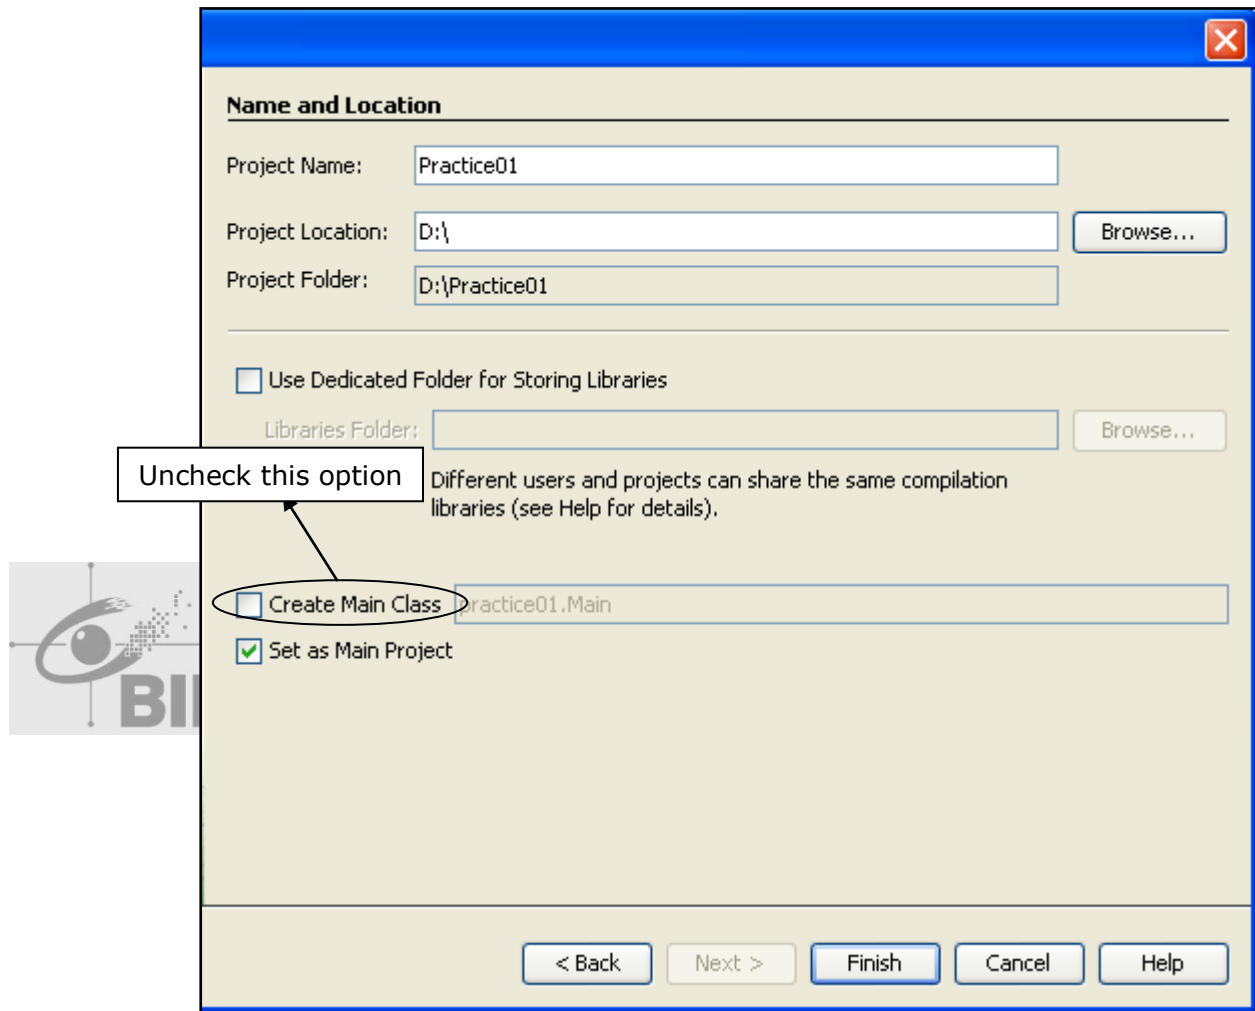 Name and Location
Project Name: Practice01
Project Location: D:\ Browse...
Project Folder: D:\Practice01
Use Dedicated Folder for Storing Libraries
Libraries Folder: Browse...
Uncheck this option
Different users and projects can share the same compilation
libraries (see Help for details).
Create Main Class practice01.Main
Set as Main Project
< Back Next > Finish Cancel Help